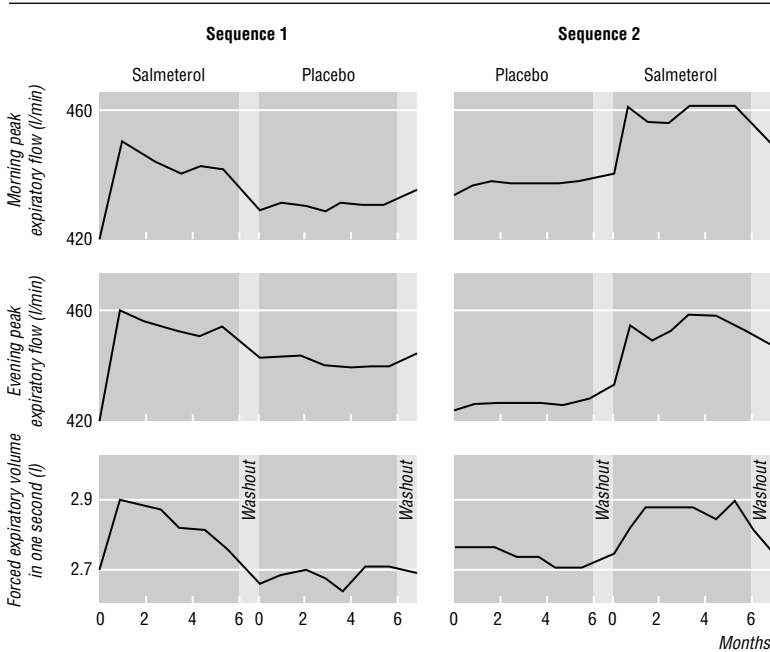 Sequence 1
Sequence 2
Salmeterol
Placebo
Placebo
Salmeterol
Morning peak
expiratory flow (l/min)
460
420
Evening peak
expiratory flow (l/min)
460
420
Forced expiratory volume
in one second (l)
2.9
2.7
Washout
Washout
Washout
Washout
0 2 4 6 0 2 4 6
0 2 4 6 0 2 4 6
Months